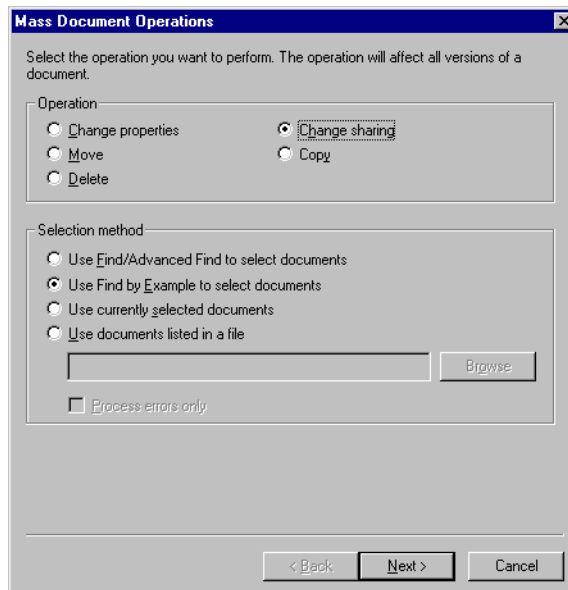 Mass Document Operations
Select the operation you want to perform. The operation will affect all versions of a
document.
Operation
Change properties
Change sharing
Move
Copy
Delete
Selection method
Use Find/Advanced Find to select documents
Use Find by Example to select documents
Use currently selected documents
Use documents listed in a file
Browse
Process errors only
< Back
Next >
Cancel